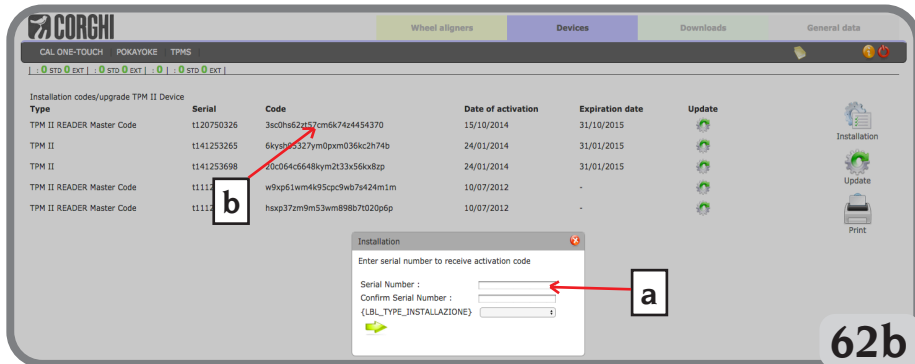 CORGHI
Wheel aligners Devices Downloads General data
CAL ONE-TOUCH POKAYOKE TPMS
| : 0 STD 0 EXT | : 0 STD 0 EXT | : 0 | : 0 STD 0 EXT |
Installation codes/upgrade TPM II Device
Type Serial Code Date of activation Expiration date Update
TPM II READER Master Code t120750326 3sc0hs62zt57cm6k74z4454370 15/10/2014 31/10/2015
TPM II t141253265 24/01/2014 31/01/2015
TPM II t141253698 20c064c6648kym2t33x56kx8zp 24/01/2014 31/01/2015
TPM II READER Master Code w9xp61wm4k95cpc9wb7s424m1m 10/07/2012 -
TPM II READER Master Code hsxp37zm9m53wm898b7t020p6p 10/07/2012 -
Installation
Update
Print
b
Installation
Enter serial number to receive activation code
Serial Number :
Confirm Serial Number :
{LBL_TYPE_INSTALLAZIONE}
a
62b